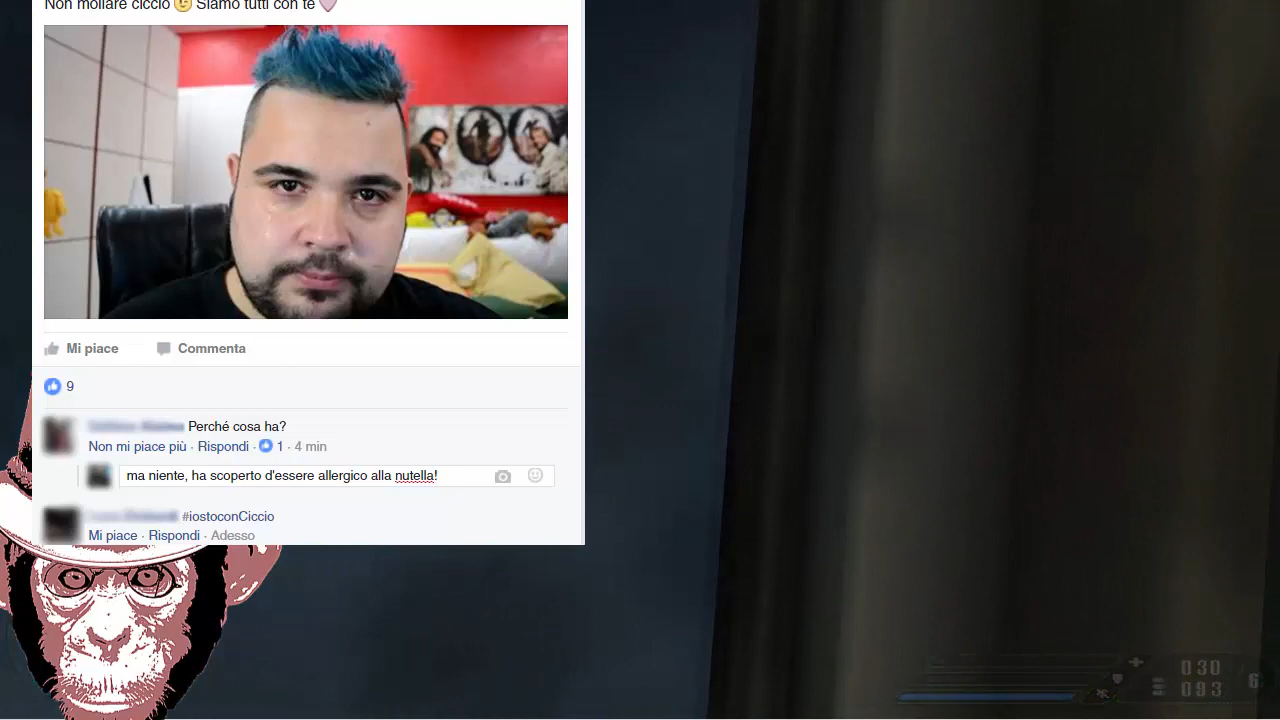 Non mollare ciccio 😉 Siamo tutti con te
Mi piace Commenta
9
Perché cosa ha?
Non mi piace più · Rispondi · 1 · 4 min
ma niente, ha scoperto d'essere allergico alla nutella!
#iostoconCiccio
Mi piace · Rispondi · Adesso
030
093
6